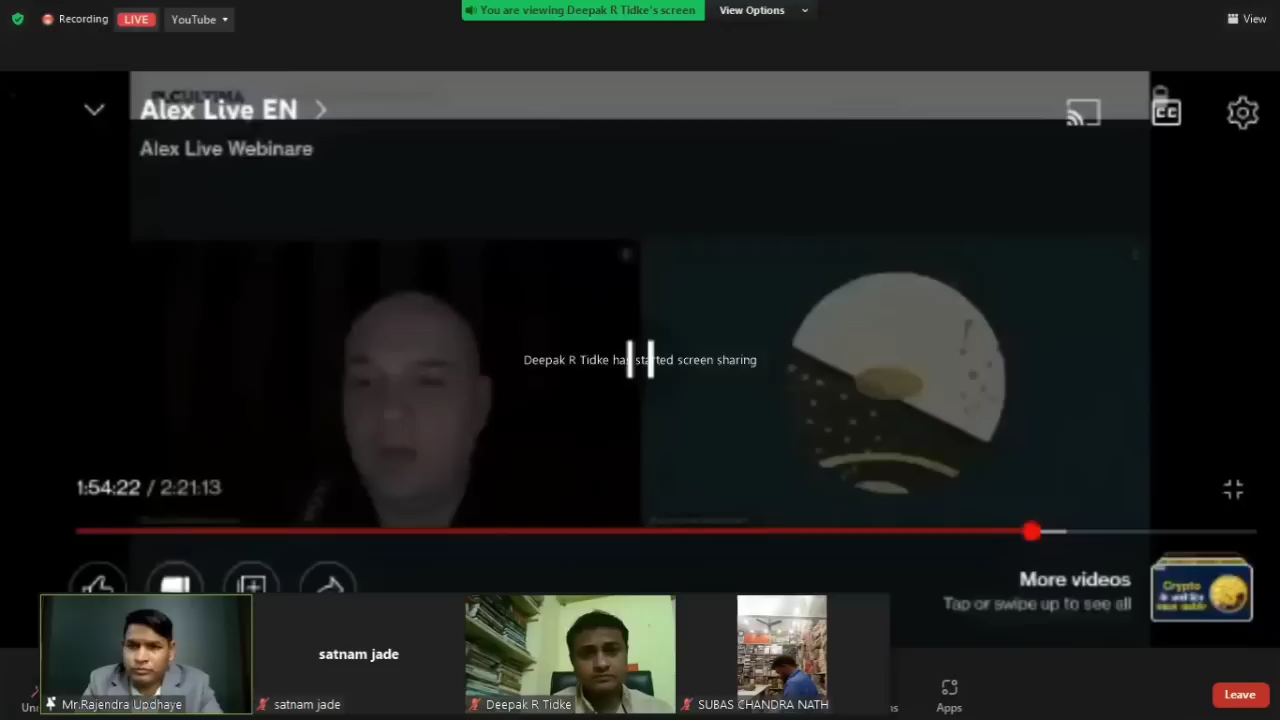 Recording
LIVE
YouTube
You are viewing Deepak R Tidke's screen
View Options
View
PLCULTIMA
Alex Live EN
CC
Alex Live Webinare
Deepak R Tidke has started screen sharing
1:54:22 / 2:21:13
More videos
Tap or swipe up to see all
Crypto
satnam jade
Mr.Rajendra Updhaye
satnam jade
Deepak R Tidke
SUBAS CHANDRA NATH
Apps
Leave